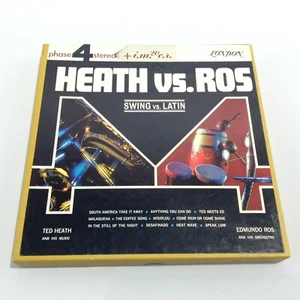 phase 4 stereo
LONDON
HEATH vs. ROS
SWING vs. LATIN
SOUTH AMERICA TAKE IT AWAY • ANYTHING YOU CAN DO • TED MEETS ED
MALAGUENA • THE COFFEE SONG • MISIRLOU • COME RAIN OR COME SHINE
IN THE STILL OF THE NIGHT • DESAFINADO • HEAT WAVE • SPEAK LOW
TED HEATH
AND HIS MUSIC
EDMUNDO ROS
AND HIS ORCHESTRA